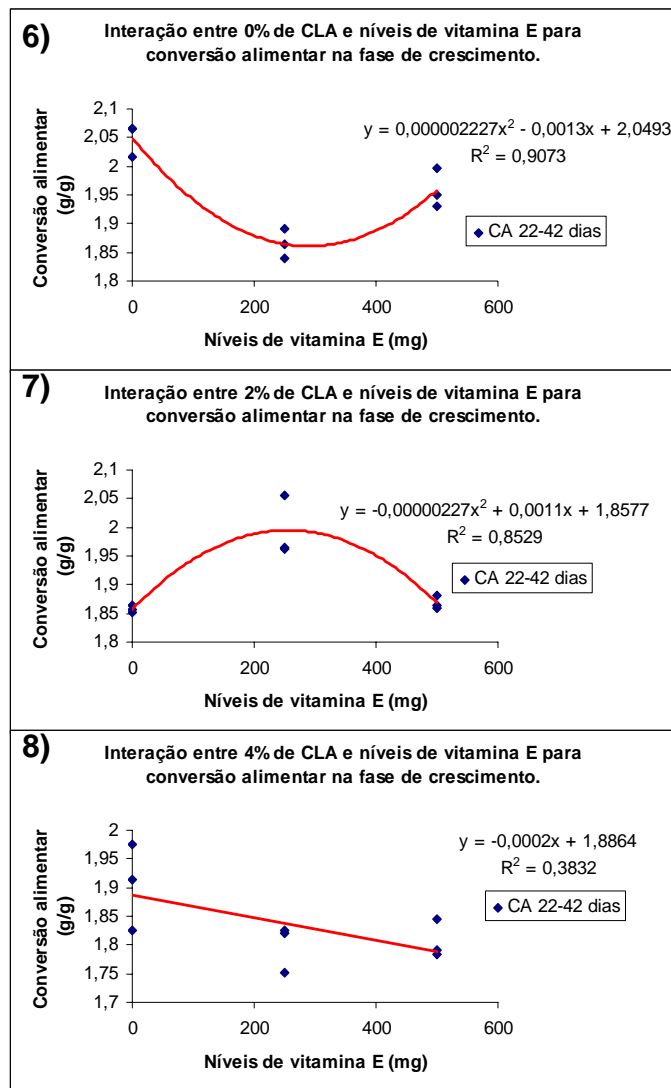 6)
Interação entre 0% de CLA e níveis de vitamina E para
conversão alimentar na fase de crescimento.
y = 0,000002227x² - 0,0013x + 2,0493
R² = 0,9073
Conversão alimentar
(g/g)
2,1
2,05
2
1,95
1,9
1,85
1,8
CA 22-42 dias
0 200 400 600
Níveis de vitamina E (mg)
7)
Interação entre 2% de CLA e níveis de vitamina E para
conversão alimentar na fase de crescimento.
y = -0,00000227x² + 0,0011x + 1,8577
R² = 0,8529
Conversão alimentar
(g/g)
2,1
2,05
2
1,95
1,9
1,85
1,8
CA 22-42 dias
0 200 400 600
Níveis de vitamina E (mg)
8)
Interação entre 4% de CLA e níveis de vitamina E para
conversão alimentar na fase de crescimento.
y = -0,0002x + 1,8864
R² = 0,3832
Conversão alimentar
(g/g)
2
1,95
1,9
1,85
1,8
1,75
1,7
CA 22-42 dias
0 200 400 600
Níveis de vitamina E (mg)